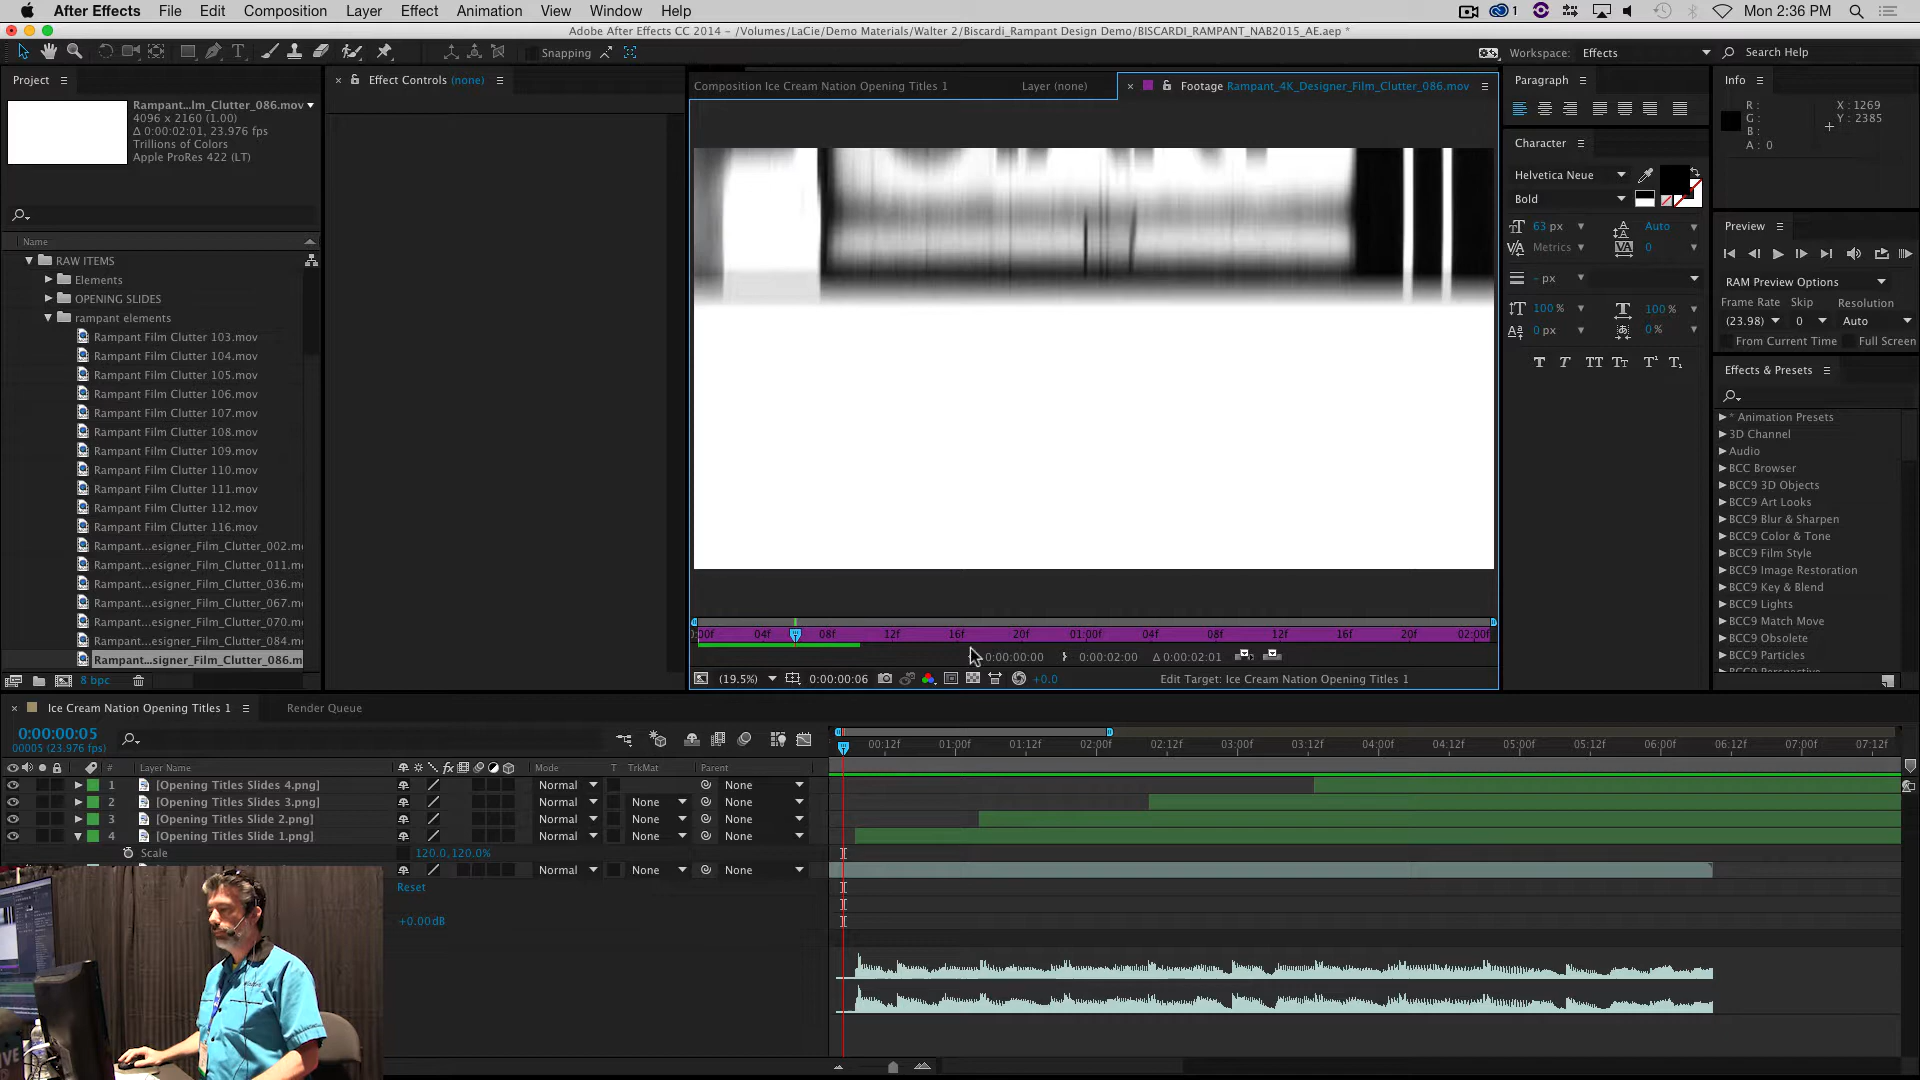 After Effects File Edit Composition Layer Effect Animation View Window Help
1 Mon 2:36 PM
Adobe After Effects CC 2014 - /Volumes/LaCie/Demo Materials/Walter 2/Biscardi_Rampant Design Demo/BISCARDI_RAMPANT_NAB2015_AE.aep *
Snapping Workspace: Effects Search Help
Project
Rampant...lm_Clutter_086.mov
4096 x 2160 (1.00)
Δ 0:00:02:01, 23.976 fps
Trillions of Colors
Apple ProRes 422 (LT)
Name
RAW ITEMS
Elements
OPENING SLIDES
rampant elements
Rampant Film Clutter 103.mov
Rampant Film Clutter 104.mov
Rampant Film Clutter 105.mov
Rampant Film Clutter 106.mov
Rampant Film Clutter 107.mov
Rampant Film Clutter 108.mov
Rampant Film Clutter 109.mov
Rampant Film Clutter 110.mov
Rampant Film Clutter 111.mov
Rampant Film Clutter 112.mov
Rampant Film Clutter 116.mov
Rampant...esigner_Film_Clutter_002.m
Rampant...esigner_Film_Clutter_011.m
Rampant...esigner_Film_Clutter_036.m
Rampant...esigner_Film_Clutter_067.m
Rampant...esigner_Film_Clutter_070.m
Rampant...esigner_Film_Clutter_084.m
Rampant...signer_Film_Clutter_086.m
8 bpc
Effect Controls (none)
Composition Ice Cream Nation Opening Titles 1 Layer (none) Footage Rampant_4K_Designer_Film_Clutter_086.mov
:00f 04f 08f 12f 16f 20f 01:00f 04f 08f 12f 16f 20f 02:00f
0:00:00:00 0:00:02:00 Δ 0:00:02:01
(19.5%) 0:00:00:06 +0.0 Edit Target: Ice Cream Nation Opening Titles 1
Paragraph
Character
Helvetica Neue
Bold
63 px Auto
Metrics 0
- px
100 % 100 %
0 px 0 %
T T TT Tт T¹ T₁
Info
R: X: 1269
G: Y: 2385
B:
A: 0
Preview
RAM Preview Options
Frame Rate Skip Resolution
(23.98) 0 Auto
From Current Time Full Screen
Effects & Presets
* Animation Presets
3D Channel
Audio
BCC Browser
BCC9 3D Objects
BCC9 Art Looks
BCC9 Blur & Sharpen
BCC9 Color & Tone
BCC9 Film Style
BCC9 Image Restoration
BCC9 Key & Blend
BCC9 Lights
BCC9 Match Move
BCC9 Obsolete
BCC9 Particles
BCC9 Perspective
Ice Cream Nation Opening Titles 1 Render Queue
0:00:00:05
00005 (23.976 fps)
00:12f 01:00f 01:12f 02:00f 02:12f 03:00f 03:12f 04:00f 04:12f 05:00f 05:12f 06:00f 06:12f 07:00f 07:12f
# Layer Name Mode T TrkMat Parent
1 [Opening Titles Slides 4.png] Normal None
2 [Opening Titles Slides 3.png] Normal None None
3 [Opening Titles Slide 2.png] Normal None None
4 [Opening Titles Slide 1.png] Normal None None
Scale 120.0,120.0%
Normal None None
Reset
+0.00dB